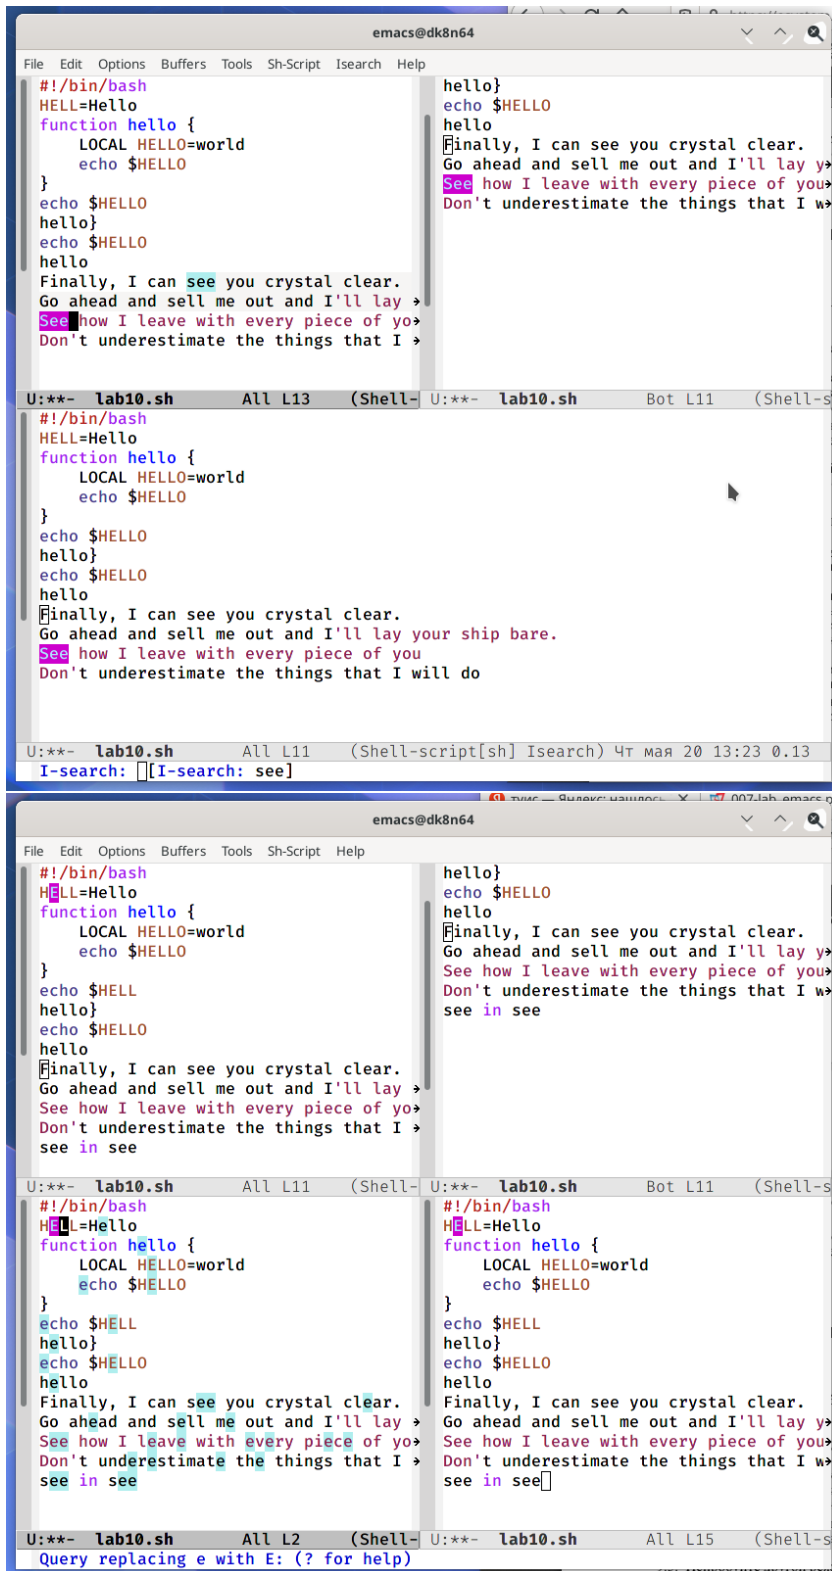 emacs@dk8n64
File Edit Options Buffers Tools Sh-Script Isearch Help
#!/bin/bash
HELL=Hello
function hello {
    LOCAL HELLO=world
    echo $HELLO
}
echo $HELLO
hello}
echo $HELLO
hello
Finally, I can see you crystal clear.
Go ahead and sell me out and I'll lay
See how I leave with every piece of yo
Don't underestimate the things that I
U:**- lab10.sh All L13 (Shell-
hello}
echo $HELLO
hello
Finally, I can see you crystal clear.
Go ahead and sell me out and I'll lay y
See how I leave with every piece of you
Don't underestimate the things that I w
U:**- lab10.sh Bot L11 (Shell-s
#!/bin/bash
HELL=Hello
function hello {
    LOCAL HELLO=world
    echo $HELLO
}
echo $HELLO
hello}
echo $HELLO
hello
Finally, I can see you crystal clear.
Go ahead and sell me out and I'll lay your ship bare.
See how I leave with every piece of you
Don't underestimate the things that I will do
U:**- lab10.sh All L11 (Shell-script[sh] Isearch) Чт мая 20 13:23 0.13
I-search: [I-search: see]
emacs@dk8n64
File Edit Options Buffers Tools Sh-Script Help
#!/bin/bash
HELL=Hello
function hello {
    LOCAL HELLO=world
    echo $HELLO
}
echo $HELL
hello}
echo $HELLO
hello
Finally, I can see you crystal clear.
Go ahead and sell me out and I'll lay
See how I leave with every piece of yo
Don't underestimate the things that I
see in see
U:**- lab10.sh All L11 (Shell-
hello}
echo $HELLO
hello
Finally, I can see you crystal clear.
Go ahead and sell me out and I'll lay y
See how I leave with every piece of you
Don't underestimate the things that I w
see in see
U:**- lab10.sh Bot L11 (Shell-s
#!/bin/bash
HELL=Hello
function hello {
    LOCAL HELLO=world
    echo $HELLO
}
echo $HELL
hello}
echo $HELLO
hello
Finally, I can see you crystal clear.
Go ahead and sell me out and I'll lay
See how I leave with every piece of yo
Don't underestimate the things that I
see in see
U:**- lab10.sh All L2 (Shell-
#!/bin/bash
HELL=Hello
function hello {
    LOCAL HELLO=world
    echo $HELLO
}
echo $HELL
hello}
echo $HELLO
hello
Finally, I can see you crystal clear.
Go ahead and sell me out and I'll lay y
See how I leave with every piece of you
Don't underestimate the things that I w
see in see
U:**- lab10.sh All L15 (Shell-s
Query replacing e with E: (? for help)